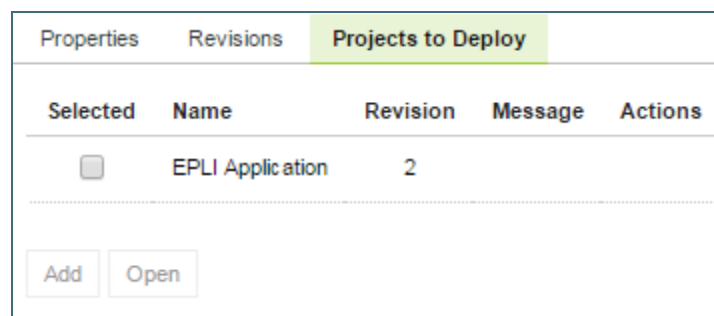 Properties Revisions Projects to Deploy
Selected Name Revision Message Actions
EPLI Application 2
Add Open